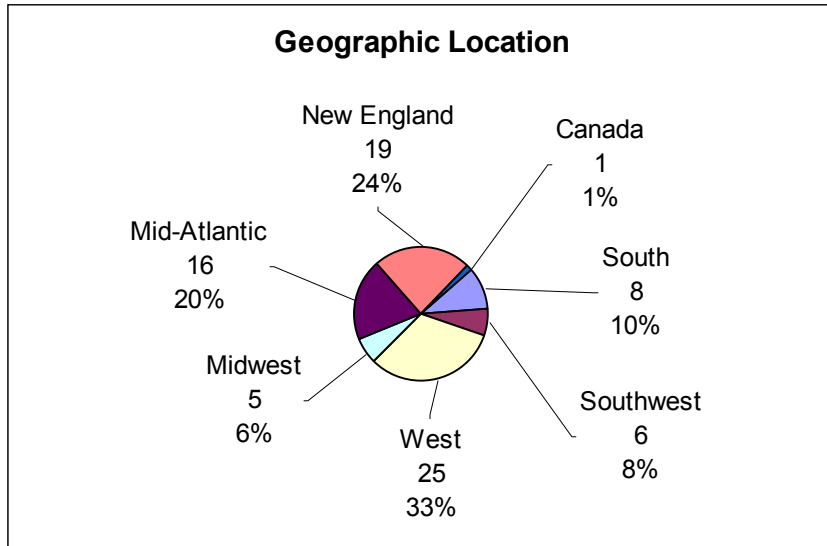 Geographic Location
New England
19
24%
Canada
1
1%
South
8
10%
Southwest
6
8%
West
25
33%
Midwest
5
6%
Mid-Atlantic
16
20%